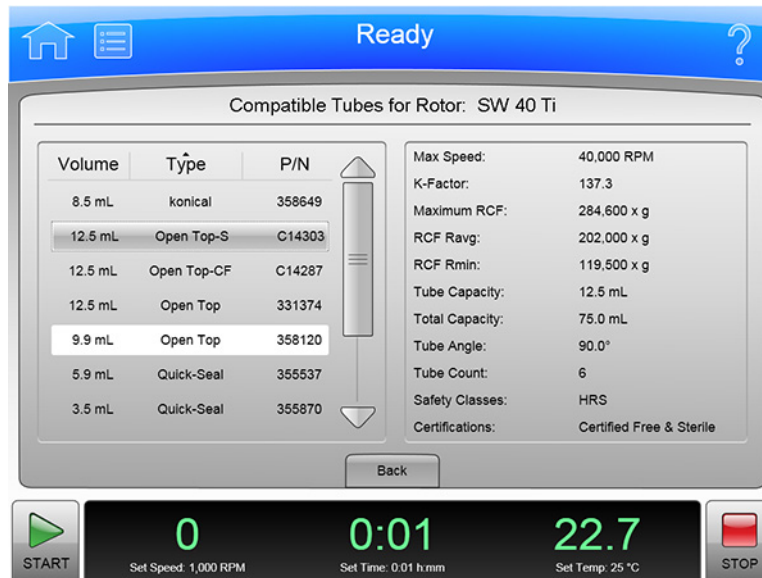 Ready
Compatible Tubes for Rotor: SW 40 Ti
Volume Type P/N
8.5 mL konical 358649
12.5 mL Open Top-S C14303
12.5 mL Open Top-CF C14287
12.5 mL Open Top 331374
9.9 mL Open Top 358120
5.9 mL Quick-Seal 355537
3.5 mL Quick-Seal 355870
Max Speed: 40,000 RPM
K-Factor: 137.3
Maximum RCF: 284,600 x g
RCF Ravg: 202,000 x g
RCF Rmin: 119,500 x g
Tube Capacity: 12.5 mL
Total Capacity: 75.0 mL
Tube Angle: 90.0°
Tube Count: 6
Safety Classes: HRS
Certifications: Certified Free & Sterile
Back
START
0
Set Speed: 1,000 RPM
0:01
Set Time: 0:01 h:mm
22.7
Set Temp: 25 °C
STOP